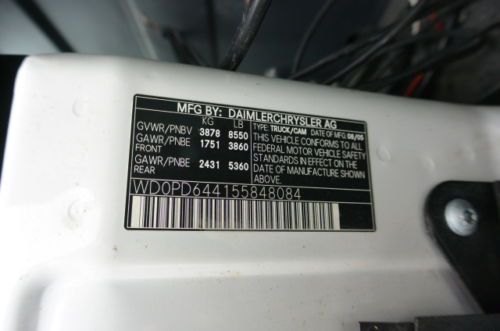 MFG BY: DAIMLERCHRYSLER AG
KG LB
GVWR/PNBV 3878 8550 TYPE: TRUCK/CAM DATE OF MFG: 08/05
GAWR/PNBE 1751 3860 THIS VEHICLE CONFORMS TO ALL
FRONT FEDERAL MOTOR VEHICLE SAFETY
GAWR/PNBE 2431 5360 STANDARDS IN EFFECT ON THE
REAR DATE OF MANUFACTURE SHOWN
ABOVE
WD0PD644155848084